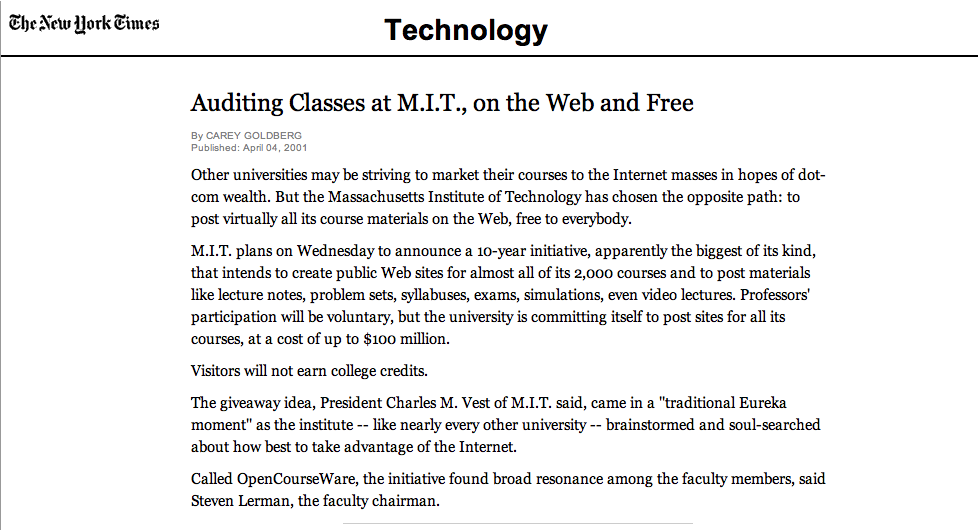 The New York Times
Technology
Auditing Classes at M.I.T., on the Web and Free
By CAREY GOLDBERG
Published: April 04, 2001
Other universities may be striving to market their courses to the Internet masses in hopes of dot-
com wealth. But the Massachusetts Institute of Technology has chosen the opposite path: to
post virtually all its course materials on the Web, free to everybody.
M.I.T. plans on Wednesday to announce a 10-year initiative, apparently the biggest of its kind,
that intends to create public Web sites for almost all of its 2,000 courses and to post materials
like lecture notes, problem sets, syllabuses, exams, simulations, even video lectures. Professors'
participation will be voluntary, but the university is committing itself to post sites for all its
courses, at a cost of up to $100 million.
Visitors will not earn college credits.
The giveaway idea, President Charles M. Vest of M.I.T. said, came in a "traditional Eureka
moment" as the institute -- like nearly every other university -- brainstormed and soul-searched
about how best to take advantage of the Internet.
Called OpenCourseWare, the initiative found broad resonance among the faculty members, said
Steven Lerman, the faculty chairman.